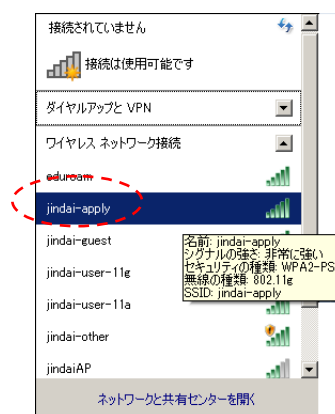 接続されていません
接続は使用可能です
ダイヤルアップと VPN
ワイヤレス ネットワーク接続
eduroam
jindai-apply
jindai-guest
名前: jindai-apply
シグナルの強さ: 非常に強い
セキュリティの種類: WPA2-PS
無線の種類: 802.11g
SSID: jindai-apply
jindai-user-11g
jindai-user-11a
jindai-other
jindaiAP
ネットワークと共有センターを開く